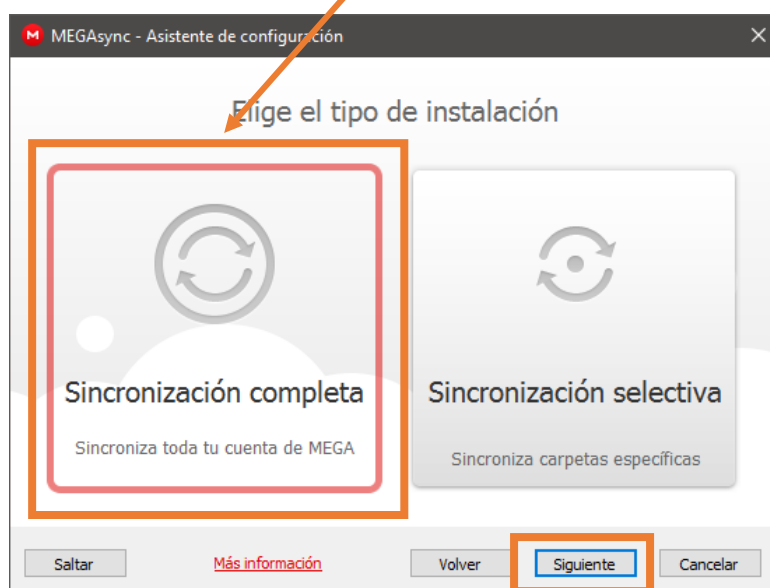 MEGAsync - Asistente de configuración
Elige el tipo de instalación
Sincronización completa
Sincroniza toda tu cuenta de MEGA
Sincronización selectiva
Sincroniza carpetas específicas
Saltar
Más información
Volver
Siguiente
Cancelar